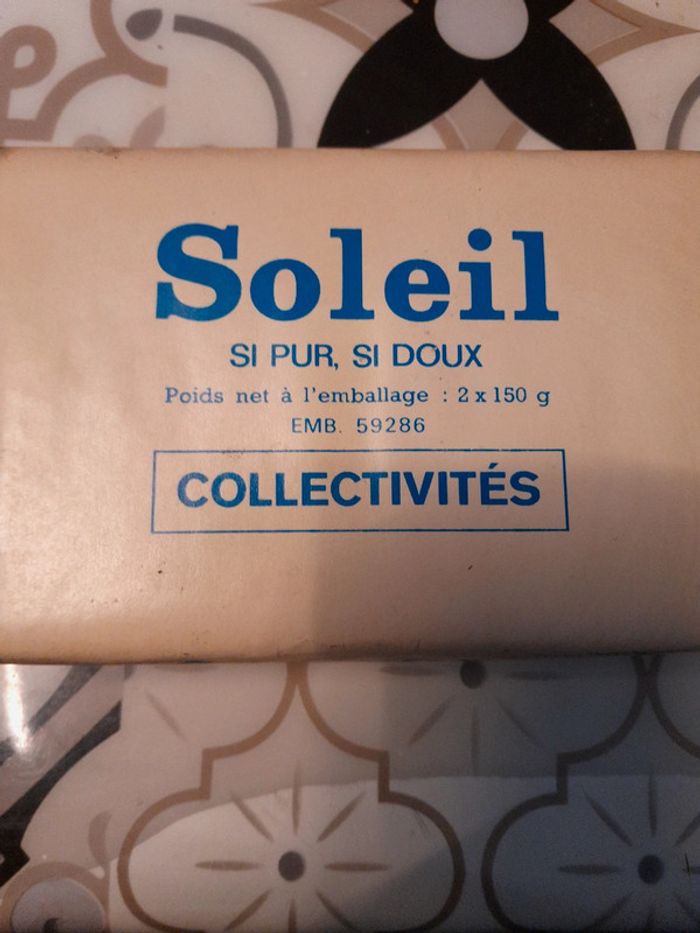 Soleil
SI PUR, SI DOUX
Poids net à l'emballage : 2 x 150 g
EMB. 59286
COLLECTIVITÉS